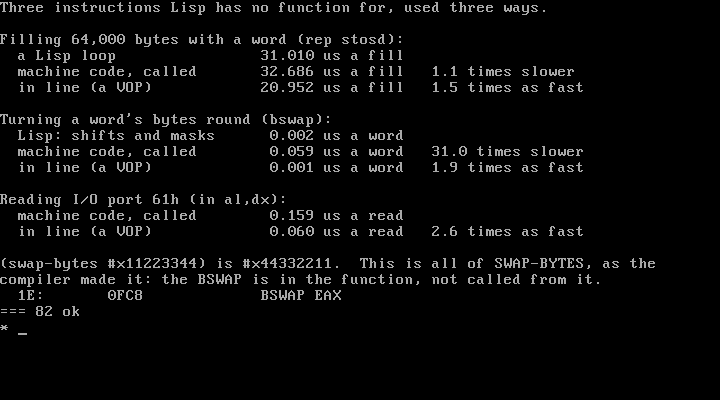 Three instructions Lisp has no function for, used three ways.

Filling 64,000 bytes with a word (rep stosd):
  a Lisp loop                31.010 us a fill
  machine code, called       32.686 us a fill   1.1 times slower
  in line (a VOP)            20.952 us a fill   1.5 times as fast

Turning a word's bytes round (bswap):
  Lisp: shifts and masks      0.002 us a word
  machine code, called        0.059 us a word   31.0 times slower
  in line (a VOP)             0.001 us a word   1.9 times as fast

Reading I/O port 61h (in al,dx):
  machine code, called        0.159 us a read
  in line (a VOP)             0.060 us a read   2.6 times as fast

(swap-bytes #x11223344) is #x44332211.  This is all of SWAP-BYTES, as the
compiler made it: the BSWAP is in the function, not called from it.
  1E:       0FC8             BSWAP EAX
=== 82 ok
* _